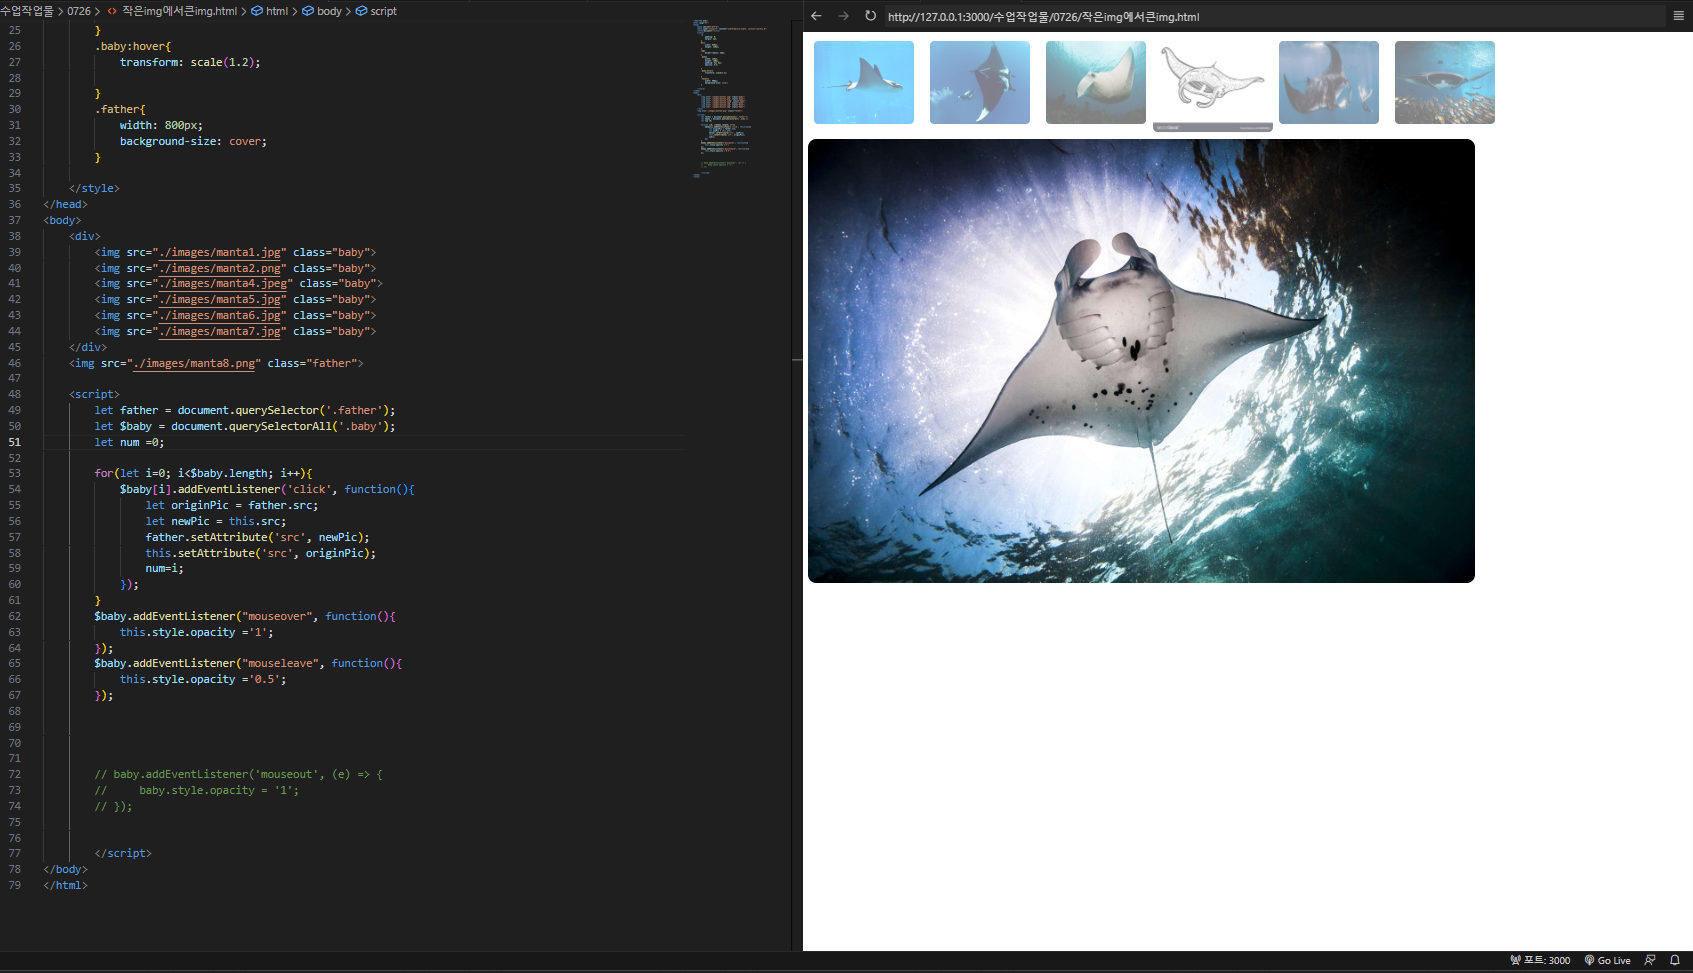 수업작업물 > 0726 > <> 작은img에서큰img.html > html > body > script
http://127.0.0.1:3000/수업작업물/0726/작은img에서큰img.html
25 }
26 .baby:hover{
27 transform: scale(1.2);
28
29 }
30 .father{
31 width: 800px;
32 background-size: cover;
33 }
34
35 </style>
36 </head>
37 <body>
38 <div>
39 <img src="./images/manta1.jpg" class="baby">
40 <img src="./images/manta2.png" class="baby">
41 <img src="./images/manta4.jpeg" class="baby">
42 <img src="./images/manta5.jpg" class="baby">
43 <img src="./images/manta6.jpg" class="baby">
44 <img src="./images/manta7.jpg" class="baby">
45 </div>
46 <img src="./images/manta8.png" class="father">
47
48 <script>
49 let father = document.querySelector('.father');
50 let $baby = document.querySelectorAll('.baby');
51 let num =0;
52
53 for(let i=0; i<$baby.length; i++){
54 $baby[i].addEventListener('click', function(){
55 let originPic = father.src;
56 let newPic = this.src;
57 father.setAttribute('src', newPic);
58 this.setAttribute('src', originPic);
59 num=i;
60 });
61 }
62 $baby.addEventListener("mouseover", function(){
63 this.style.opacity ='1';
64 });
65 $baby.addEventListener("mouseleave", function(){
66 this.style.opacity ='0.5';
67 });
68
69
70
71
72 // baby.addEventListener('mouseout', (e) => {
73 // baby.style.opacity = '1';
74 // });
75
76
77 </script>
78 </body>
79 </html>
포트: 3000 Go Live